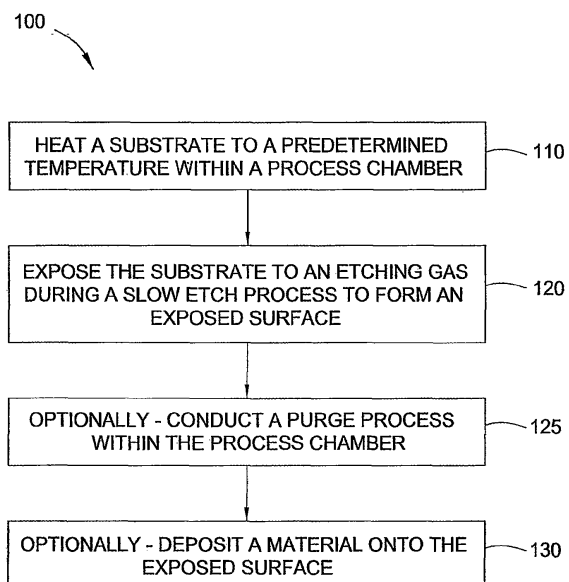 100
HEAT A SUBSTRATE TO A PREDETERMINED
TEMPERATURE WITHIN A PROCESS CHAMBER
110
EXPOSE THE SUBSTRATE TO AN ETCHING GAS
DURING A SLOW ETCH PROCESS TO FORM AN
EXPOSED SURFACE
120
OPTIONALLY - CONDUCT A PURGE PROCESS
WITHIN THE PROCESS CHAMBER
125
OPTIONALLY - DEPOSIT A MATERIAL ONTO THE
EXPOSED SURFACE
130